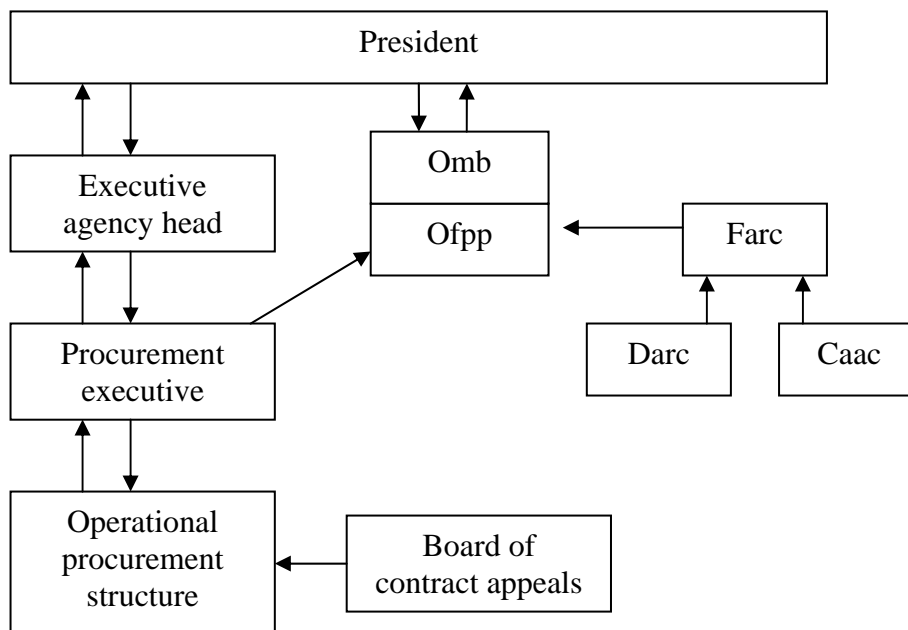 President
Omb
Executive
agency head
Ofpp
Farc
Procurement
executive
Darc
Caac
Operational
procurement
structure
Board of
contract appeals